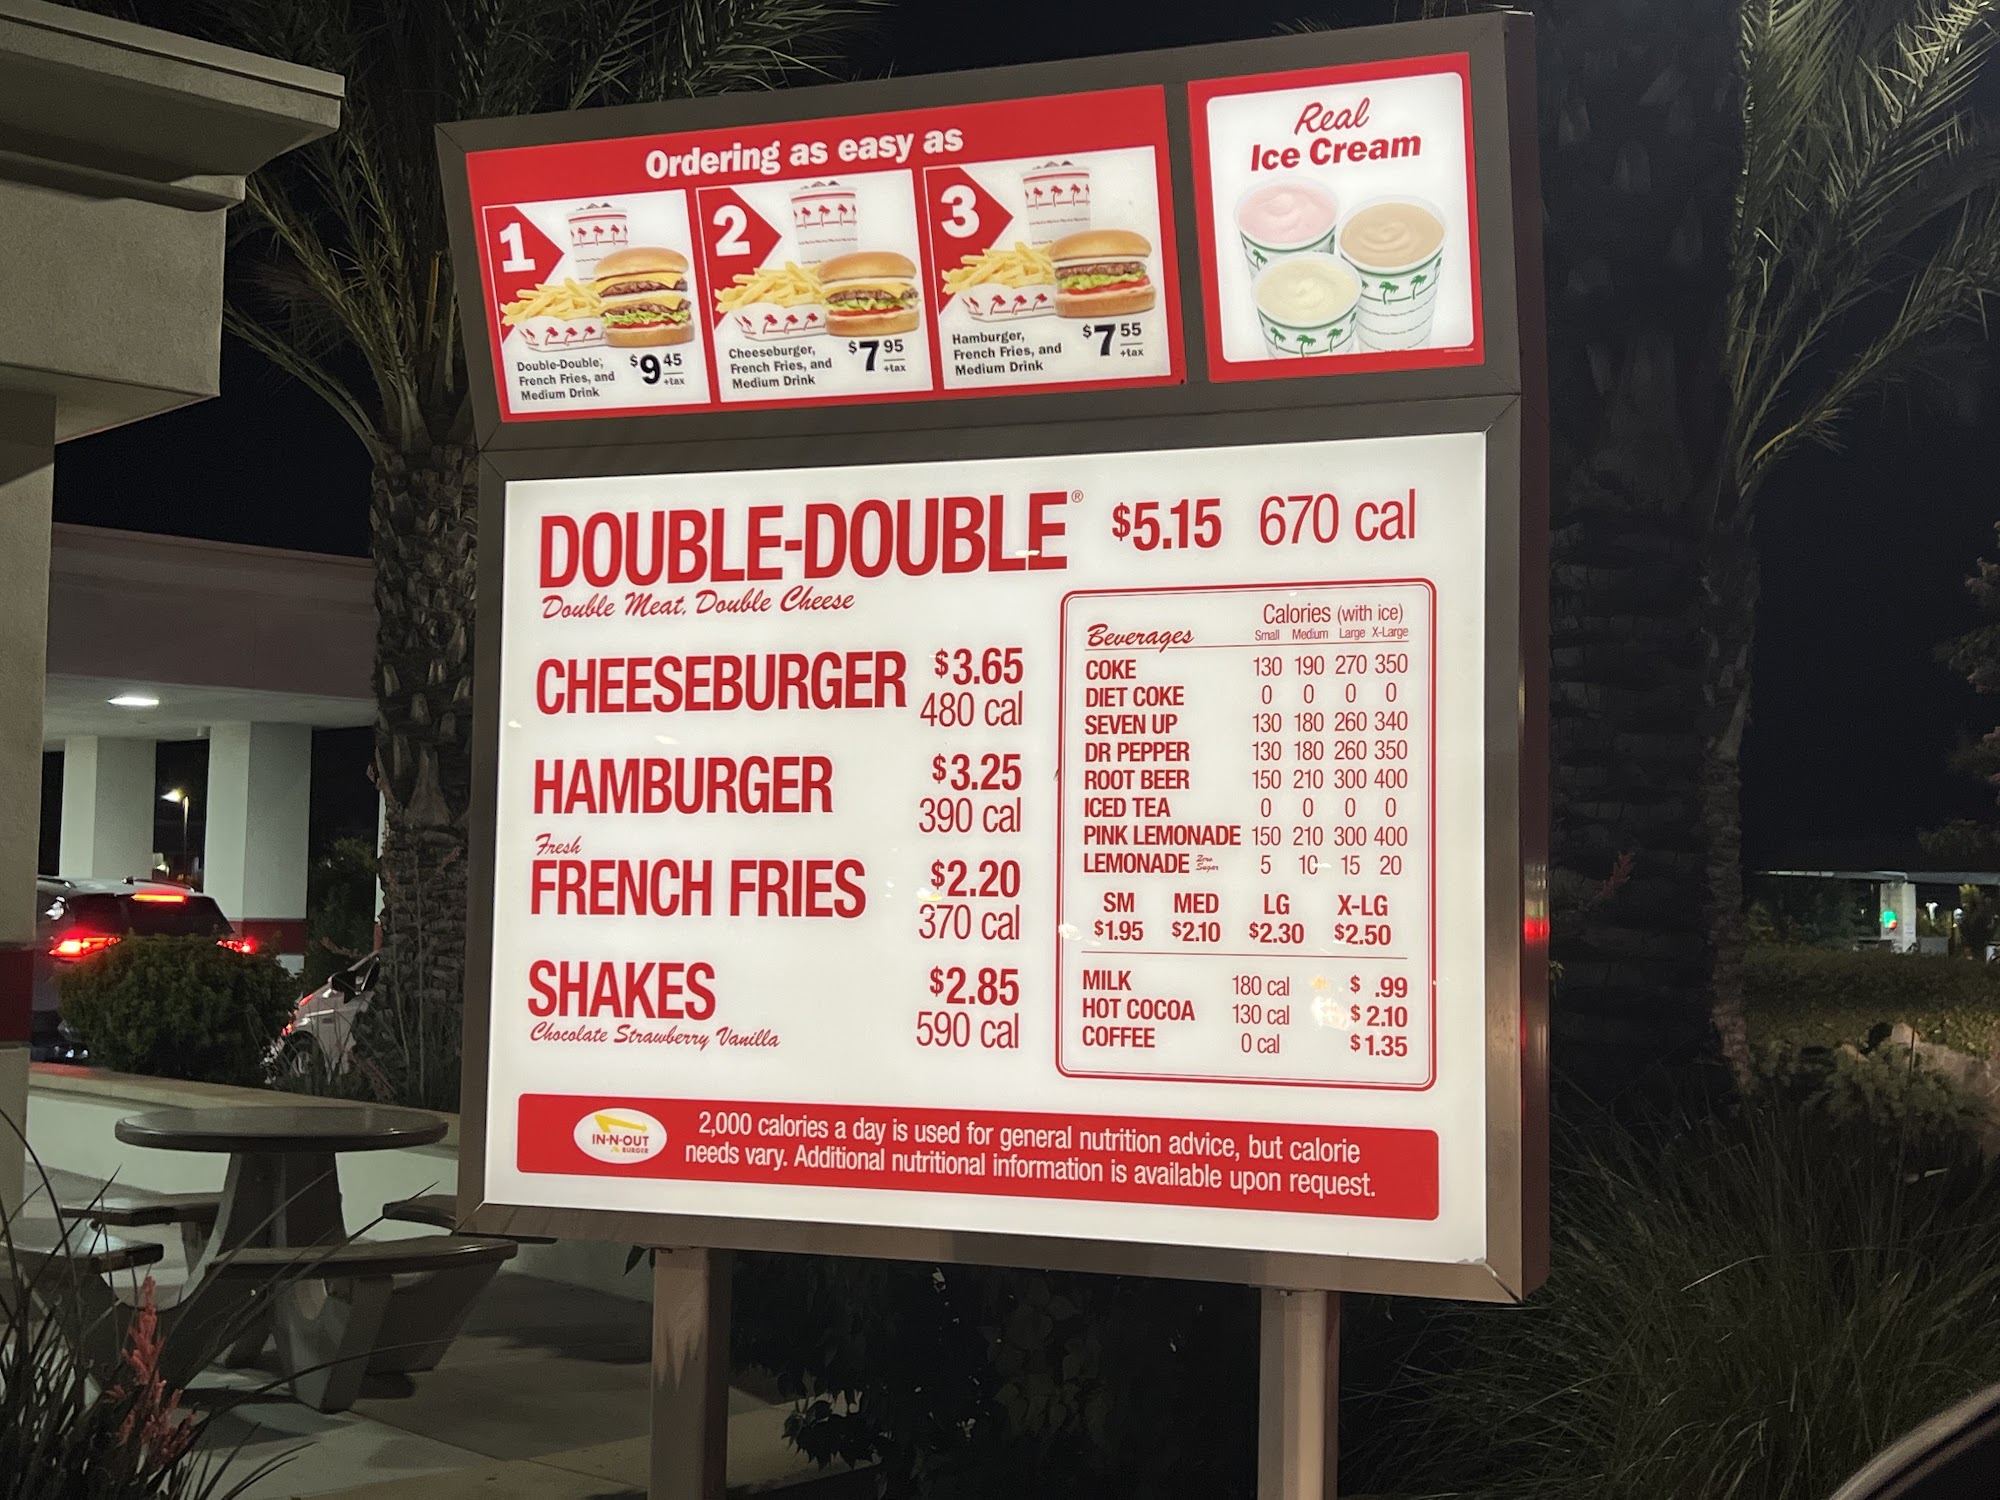 Ordering as easy as
1
Double-Double,
French Fries, and
Medium Drink
$9 45
+tax
2
Cheeseburger,
French Fries, and
Medium Drink
$7 95
+tax
3
Hamburger,
French Fries, and
Medium Drink
$7 55
+tax
Real
Ice Cream
DOUBLE-DOUBLE® $5.15 670 cal
Double Meat, Double Cheese
CHEESEBURGER $3.65
480 cal
HAMBURGER $3.25
390 cal
Fresh
FRENCH FRIES $2.20
370 cal
SHAKES $2.85
Chocolate Strawberry Vanilla 590 cal
Calories (with ice)
Beverages Small Medium Large X-Large
COKE 130 190 270 350
DIET COKE 0 0 0 0
SEVEN UP 130 180 260 340
DR PEPPER 130 180 260 350
ROOT BEER 150 210 300 400
ICED TEA 0 0 0 0
PINK LEMONADE 150 210 300 400
LEMONADE Zero Sugar 5 10 15 20
SM MED LG X-LG
$1.95 $2.10 $2.30 $2.50
MILK 180 cal $ .99
HOT COCOA 130 cal $2.10
COFFEE 0 cal $1.35
IN-N-OUT
BURGER
2,000 calories a day is used for general nutrition advice, but calorie
needs vary. Additional nutritional information is available upon request.